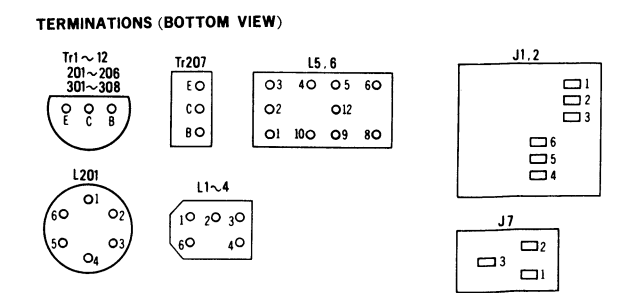 TERMINATIONS (BOTTOM VIEW)
Tr1～12
201～206
301～308
E C B
Tr207
E
C
B
L5,6
3 4 5 6
2 12
1 10 9 8
J1,2
1
2
3
6
5
4
L201
1
6 2
5 3
4
L1～4
1 2 3
6 4
J7
2
3
1